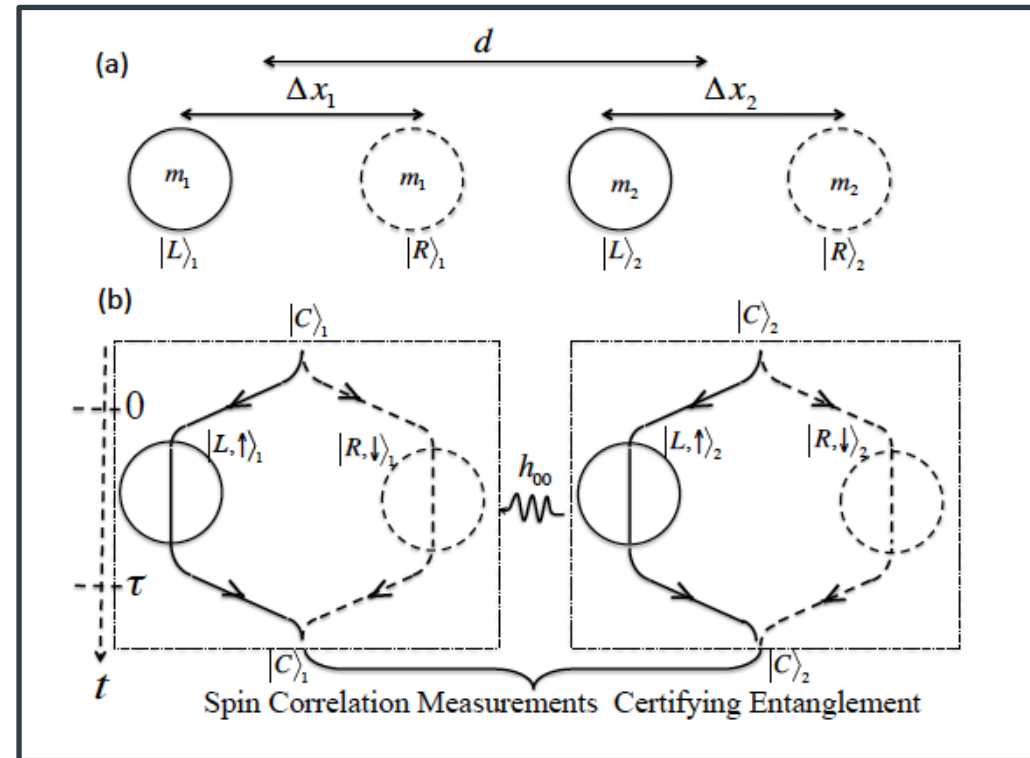 (a)
d
Δx₁ Δx₂
m₁ m₁ m₂ m₂
|L⟩₁ |R⟩₁ |L⟩₂ |R⟩₂
(b)
|C⟩₁ |C⟩₂
0
|L,↑⟩₁ |R,↓⟩₁ h₀₀ |L,↑⟩₂ |R,↓⟩₂
τ
t |C⟩₁ |C⟩₂
Spin Correlation Measurements Certifying Entanglement